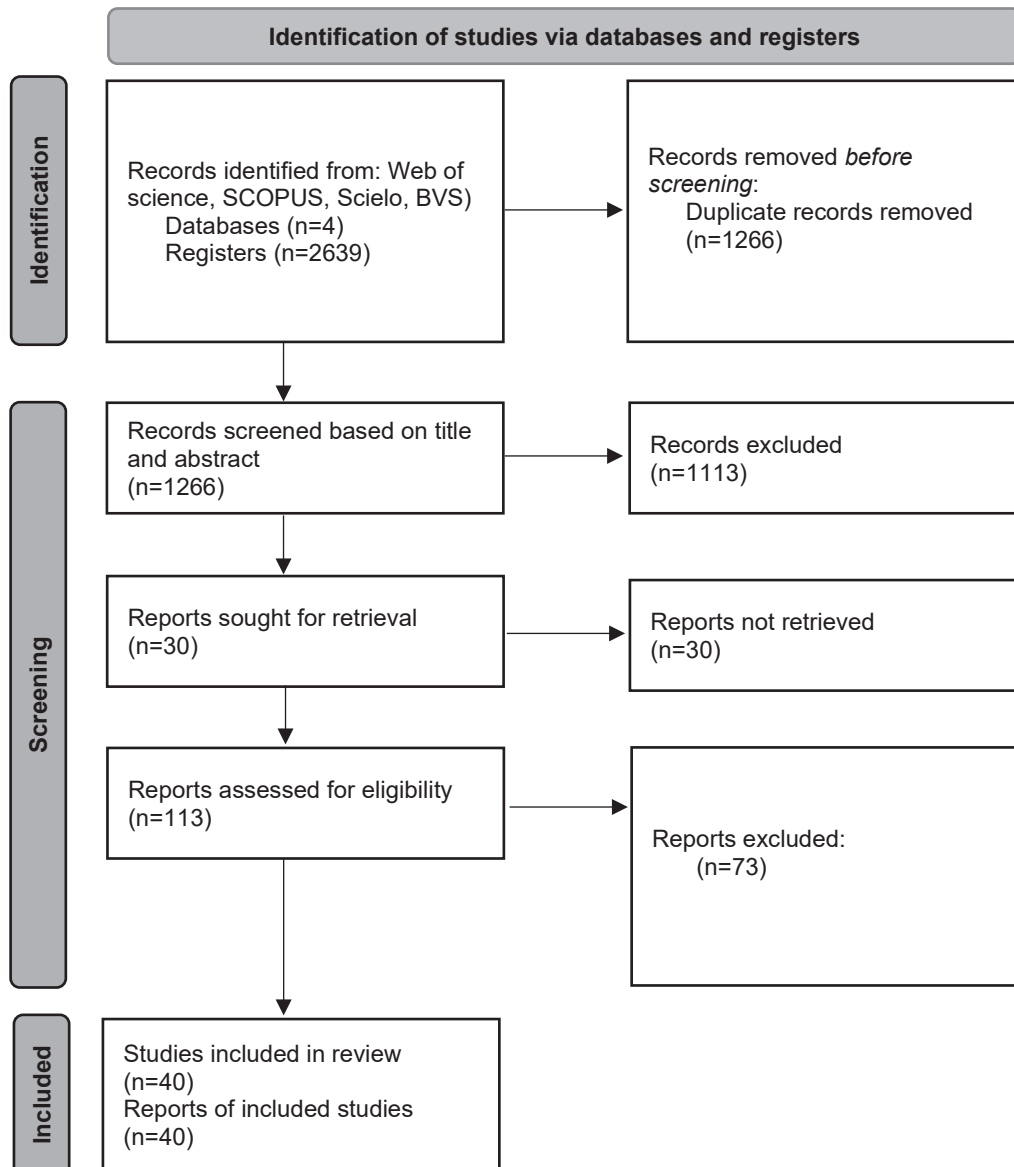 Identification of studies via databases and registers
Identification
Records identified from: Web of
science, SCOPUS, Scielo, BVS)
Databases (n=4)
Registers (n=2639)
Records removed before
screening:
Duplicate records removed
(n=1266)
Screening
Records screened based on title
and abstract
(n=1266)
Records excluded
(n=1113)
Reports sought for retrieval
(n=30)
Reports not retrieved
(n=30)
Reports assessed for eligibility
(n=113)
Reports excluded:
(n=73)
Included
Studies included in review
(n=40)
Reports of included studies
(n=40)